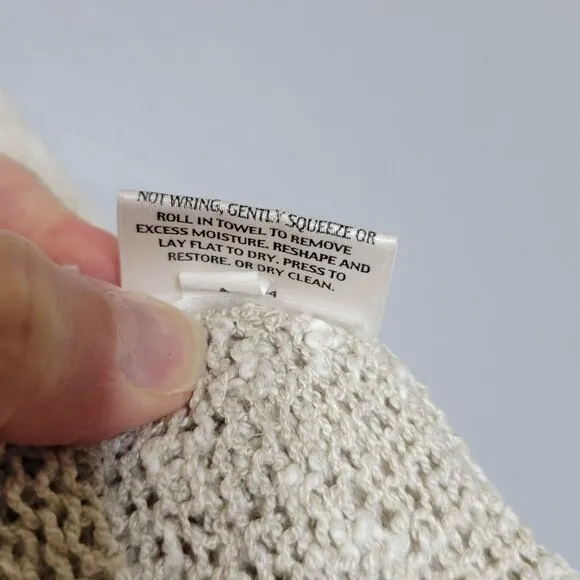 NOT WRING, GENTLY SQUEEZE OR
ROLL IN TOWEL TO REMOVE
EXCESS MOISTURE. RESHAPE AND
LAY FLAT TO DRY. PRESS TO
RESTORE. OR DRY CLEAN.